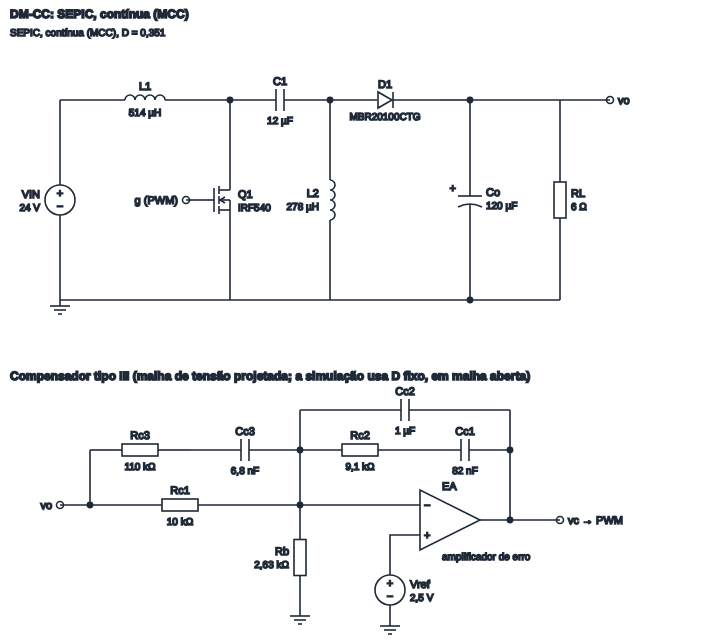 DM-CC: SEPIC, contínua (MCC)
SEPIC, contínua (MCC), D = 0,351
L1
514 µH
C1
12 µF
D1
MBR20100CTG
vo
VIN
24 V
+
−
g (PWM)
Q1
IRF540
L2
278 µH
+
Co
120 µF
RL
6 Ω
Compensador tipo III (malha de tensão projetada; a simulação usa D fixo, em malha aberta)
Cc2
1 µF
Rc3
110 kΩ
Cc3
6,8 nF
Rc2
9,1 kΩ
Cc1
82 nF
vo
Rc1
10 kΩ
EA
−
+
vc → PWM
amplificador de erro
Rb
2,63 kΩ
+
−
Vref
2,5 V